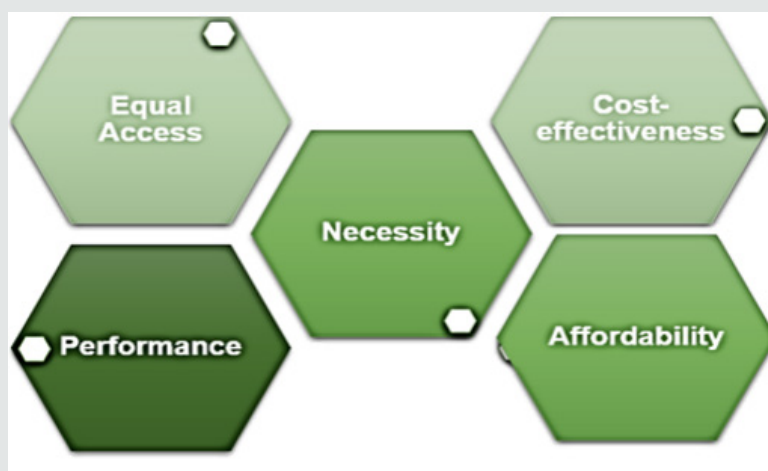 Equal
Access
Cost-
effectiveness
Necessity
Performance
Affordability